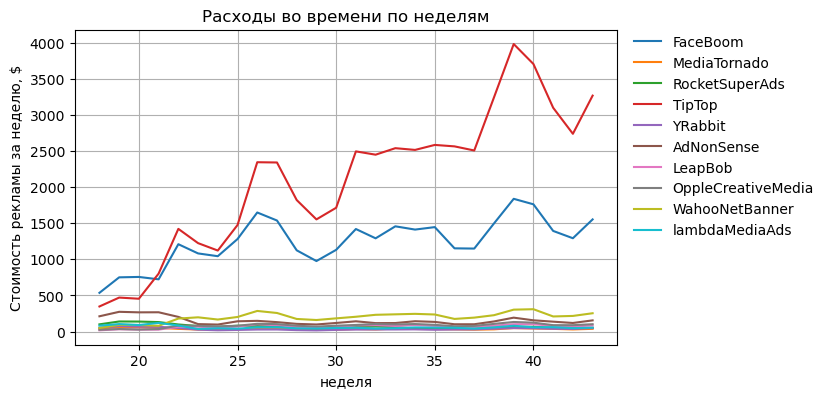 Расходы во времени по неделям
Стоимость рекламы за неделю, $
4000
3500
3000
2500
2000
1500
1000
500
0
20
25
30
35
40
неделя
FaceBoom
MediaTornado
RocketSuperAds
TipTop
YRabbit
AdNonSense
LeapBob
OppleCreativeMedia
WahooNetBanner
lambdaMediaAds